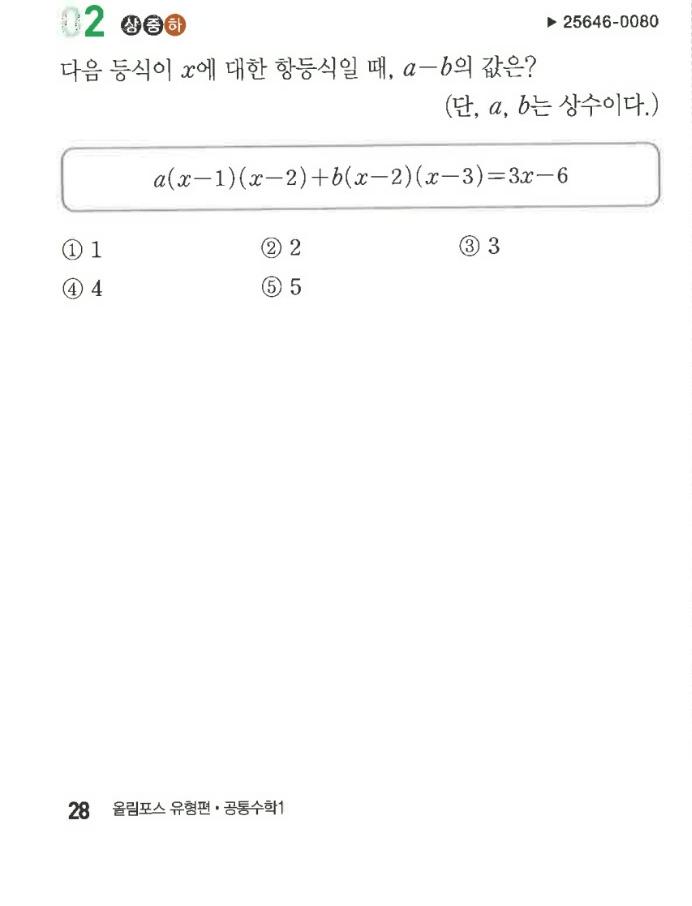 02 상 중 하 ▶ 25646-0080
다음 등식이 x에 대한 항등식일 때, a-b의 값은?
(단, a, b는 상수이다.)
a(x-1)(x-2)+b(x-2)(x-3)=3x-6
① 1 ② 2 ③ 3
④ 4 ⑤ 5
28 올림포스 유형편 • 공통수학1